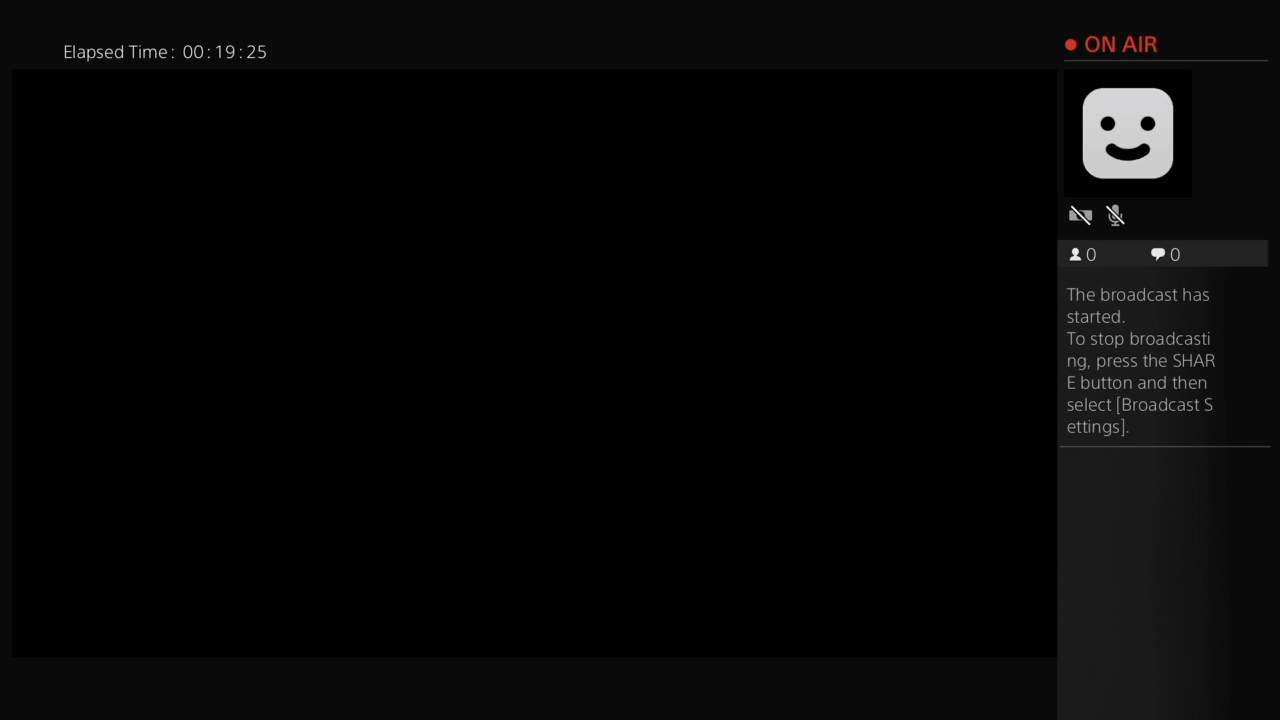 Elapsed Time: 00:19:25
ON AIR
0 0
The broadcast has
started.
To stop broadcasti
ng, press the SHAR
E button and then
select [Broadcast S
ettings].